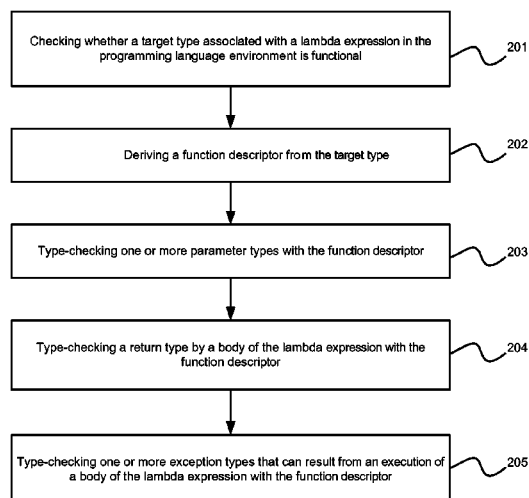 Checking whether a target type associated with a lambda expression in the
programming language environment is functional
201
Deriving a function descriptor from the target type
202
Type-checking one or more parameter types with the function descriptor
203
Type-checking a return type by a body of the lambda expression with the
function descriptor
204
Type-checking one or more exception types that can result from an execution of
a body of the lambda expression with the function descriptor
205